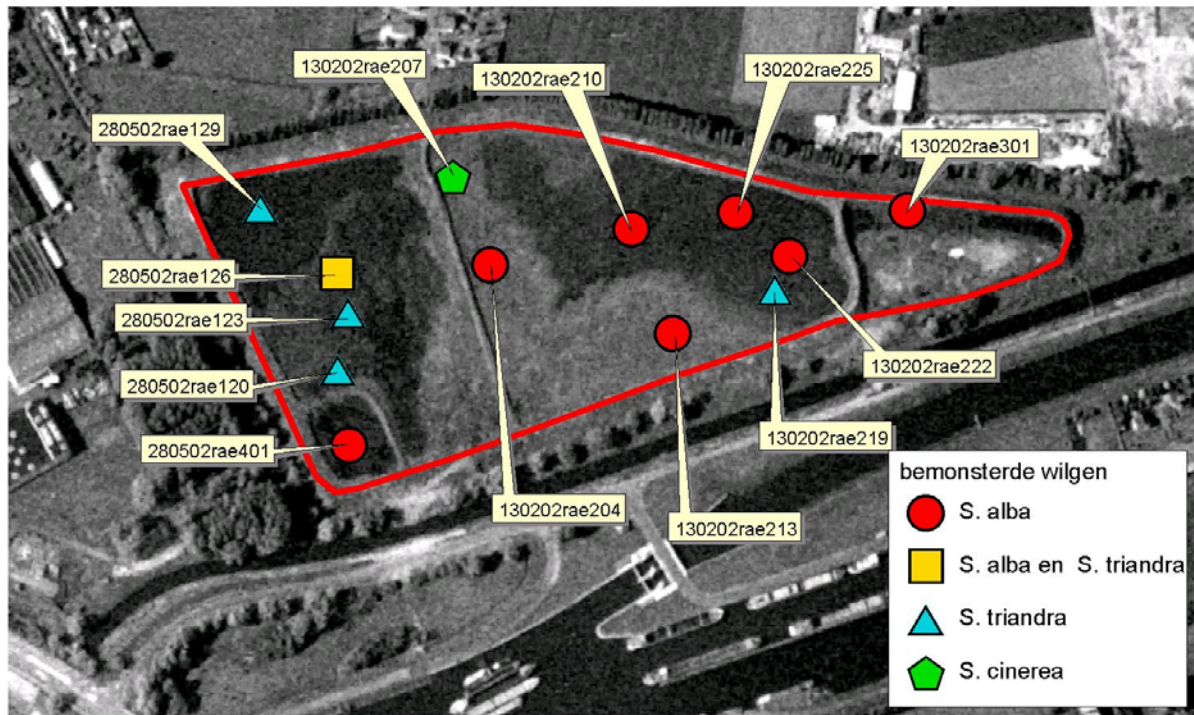 130202rae207
130202rae210
130202rae225
280502rae129
130202rae301
280502rae126
280502rae123
280502rae120
280502rae401
130202rae204
130202rae213
130202rae219
130202rae222
bemonsterde wilgen
S. alba
S. alba en S. triandra
S. triandra
S. cinerea